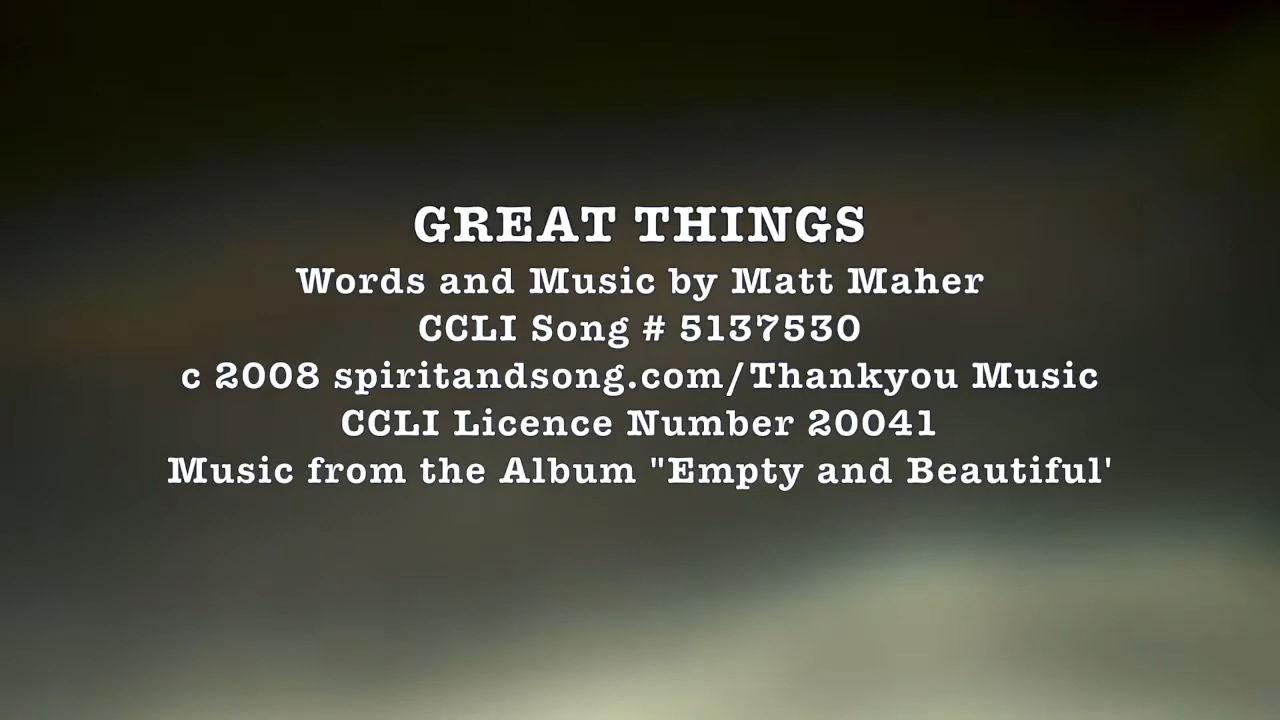 GREAT THINGS
Words and Music by Matt Maher
CCLI Song # 5137530
c 2008 spiritandsong.com/Thankyou Music
CCLI Licence Number 20041
Music from the Album "Empty and Beautiful'